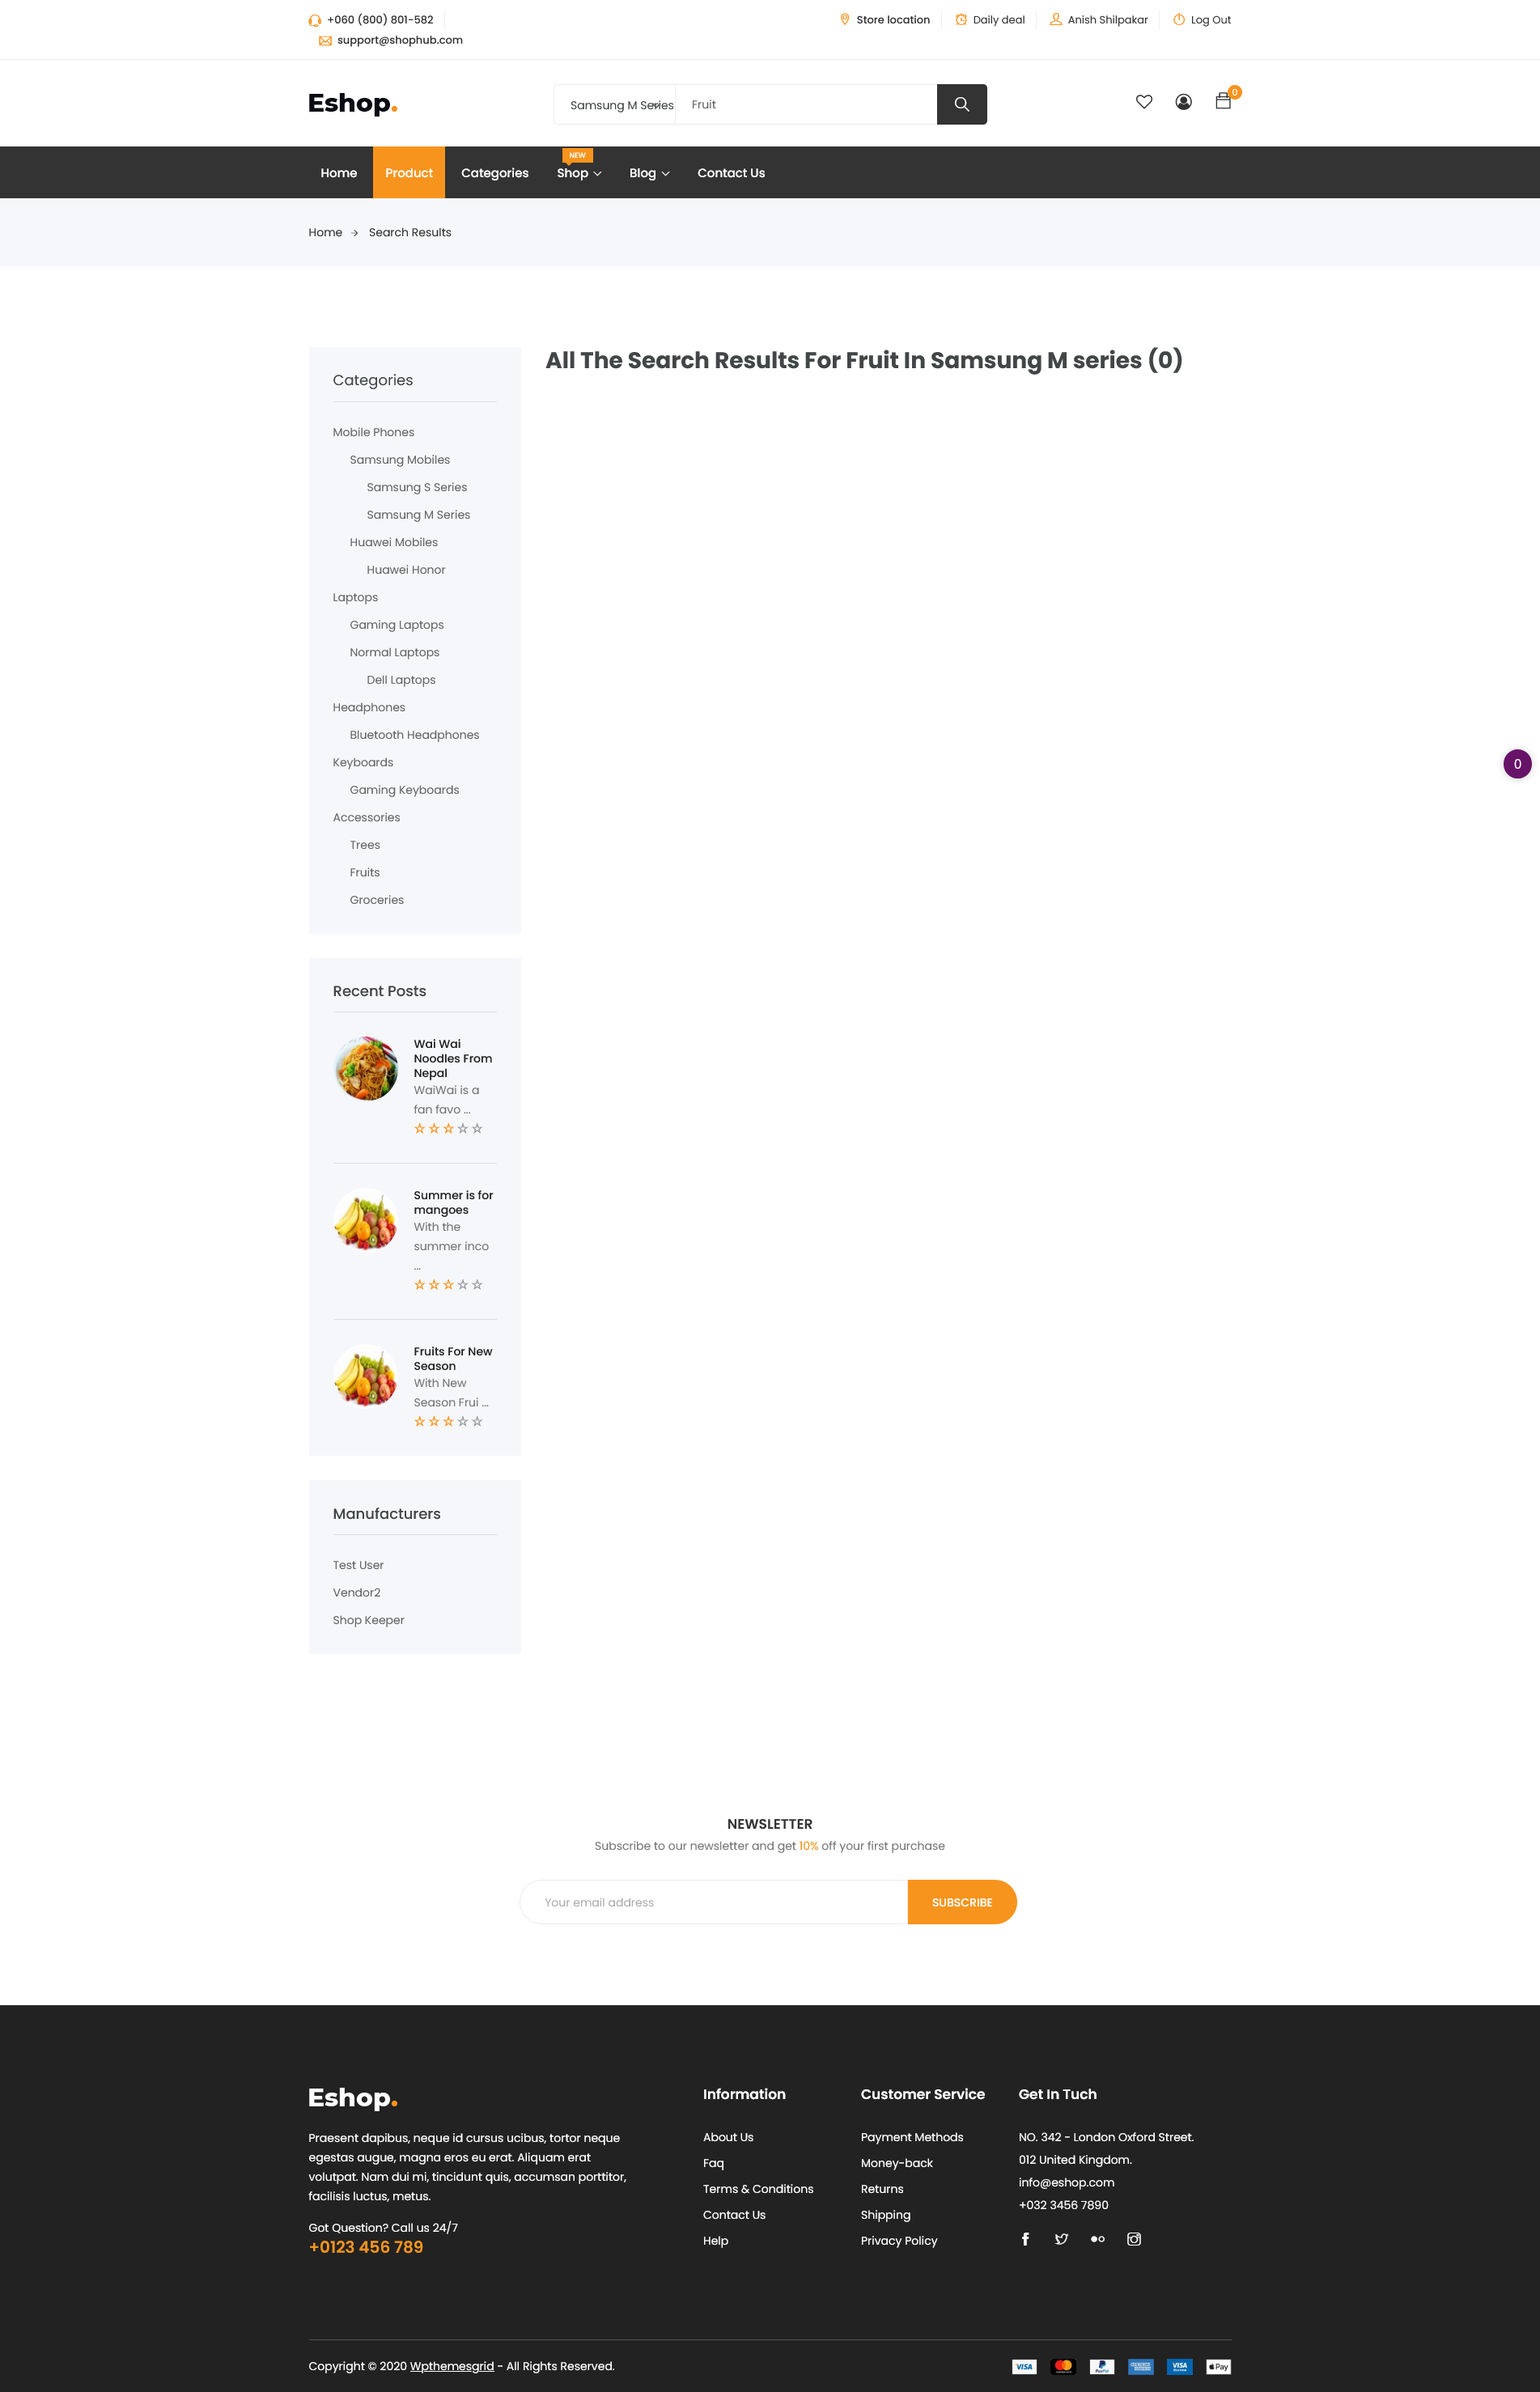 +060 (800) 801-582
support@shophub.com
Store location
Daily deal
Anish Shilpakar
Log Out
Eshop.
Samsung M Series
Fruit
0
Home
Product
Categories
NEW
Shop
Blog
Contact Us
Home
Search Results
Categories
Mobile Phones
Samsung Mobiles
Samsung S Series
Samsung M Series
Huawei Mobiles
Huawei Honor
Laptops
Gaming Laptops
Normal Laptops
Dell Laptops
Headphones
Bluetooth Headphones
Keyboards
Gaming Keyboards
Accessories
Trees
Fruits
Groceries
All The Search Results For Fruit In Samsung M series (0)
0
Recent Posts
Wai Wai
Noodles From
Nepal
WaiWai is a
fan favo ...
Summer is for
mangoes
With the
summer inco
...
Fruits For New
Season
With New
Season Frui ...
Manufacturers
Test User
Vendor2
Shop Keeper
NEWSLETTER
Subscribe to our newsletter and get 10% off your first purchase
Your email address
SUBSCRIBE
Eshop.
Praesent dapibus, neque id cursus ucibus, tortor neque
egestas augue, magna eros eu erat. Aliquam erat
volutpat. Nam dui mi, tincidunt quis, accumsan porttitor,
facilisis luctus, metus.
Got Question? Call us 24/7
+0123 456 789
Information
About Us
Faq
Terms & Conditions
Contact Us
Help
Customer Service
Payment Methods
Money-back
Returns
Shipping
Privacy Policy
Get In Tuch
NO. 342 - London Oxford Street.
012 United Kingdom.
info@eshop.com
+032 3456 7890
Copyright © 2020 Wpthemesgrid - All Rights Reserved.
VISA
PayPal
VISA
Pay